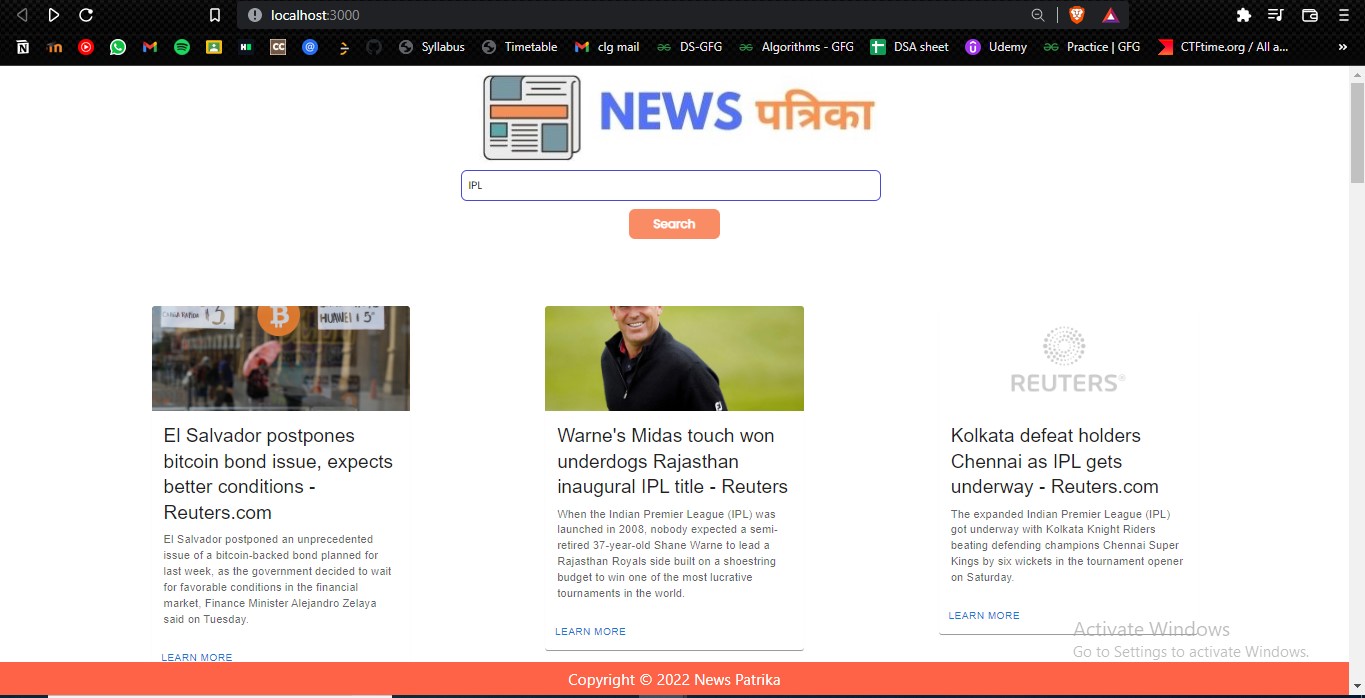 localhost:3000
Syllabus
Timetable
clg mail
DS-GFG
Algorithms - GFG
DSA sheet
Udemy
Practice | GFG
CTFtime.org / All a...
NEWS पत्रिका
IPL
Search
5
HUAWEI
REUTERS®
El Salvador postpones
bitcoin bond issue, expects
better conditions -
Reuters.com
El Salvador postponed an unprecedented
issue of a bitcoin-backed bond planned for
last week, as the government decided to wait
for favorable conditions in the financial
market, Finance Minister Alejandro Zelaya
said on Tuesday.
LEARN MORE
Warne's Midas touch won
underdogs Rajasthan
inaugural IPL title - Reuters
When the Indian Premier League (IPL) was
launched in 2008, nobody expected a semi-
retired 37-year-old Shane Warne to lead a
Rajasthan Royals side built on a shoestring
budget to win one of the most lucrative
tournaments in the world.
LEARN MORE
Kolkata defeat holders
Chennai as IPL gets
underway - Reuters.com
The expanded Indian Premier League (IPL)
got underway with Kolkata Knight Riders
beating defending champions Chennai Super
Kings by six wickets in the tournament opener
on Saturday.
LEARN MORE
Activate Windows
Go to Settings to activate Windows.
Copyright © 2022 News Patrika